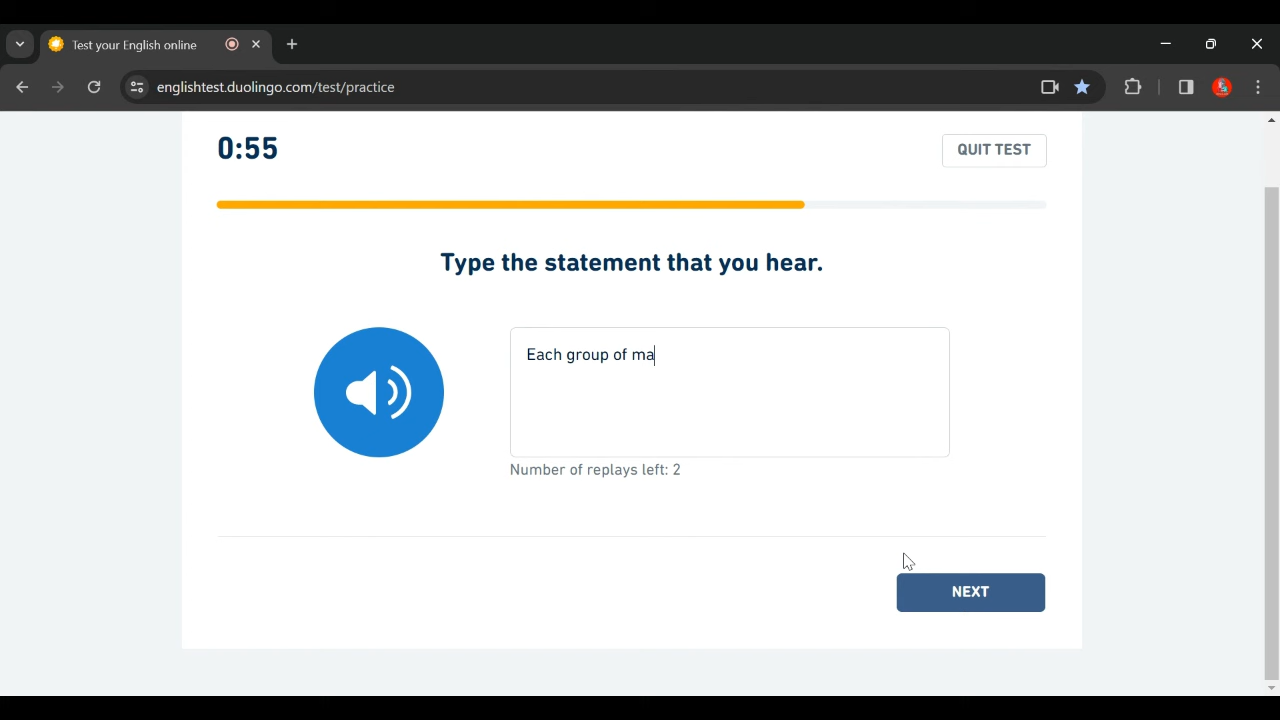 Test your English online
englishtest.duolingo.com/test/practice
0:55
QUIT TEST
Type the statement that you hear.
Each group of ma
Number of replays left: 2
NEXT